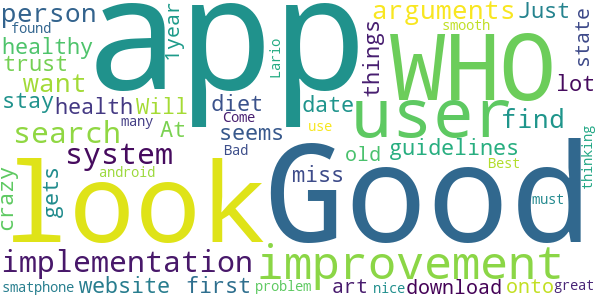 person
found
app
arguments
Just
smooth
1year
healthy
trust
WHO
things
state
want
Lario
lot
stay
health
Will
diet
date
user
find
many
Come
At
search
seems
use
guidelines
system
Bad
old
Best
thinking
look
Good
miss
crazy
gets
android
must
implementation
improvement
smatphone
website
first
problem
art
nice
download
onto
great